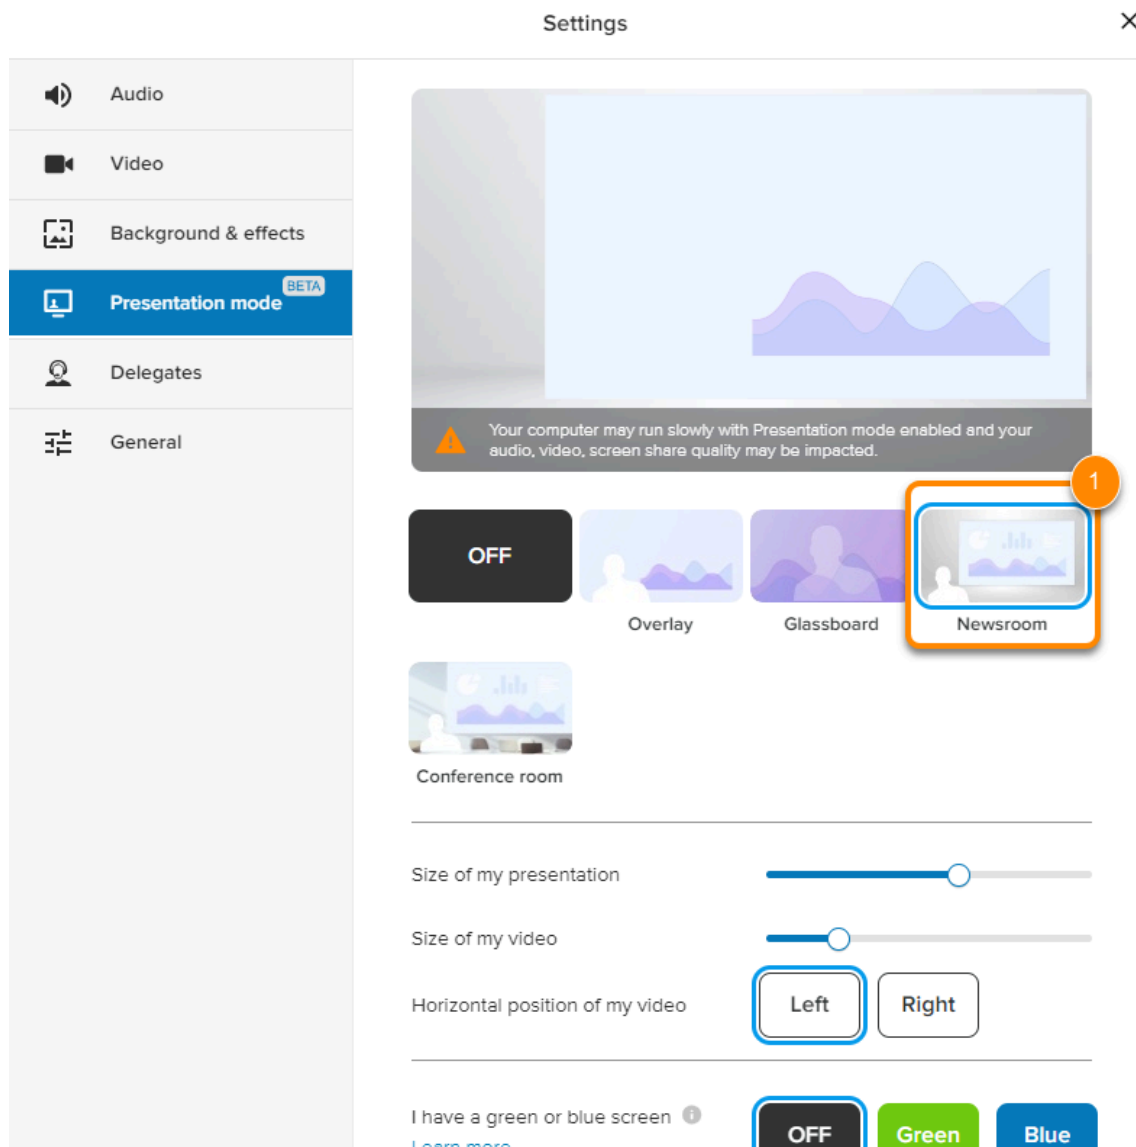 Settings
Audio
Video
Background & effects
Presentation mode BETA
Delegates
General
Your computer may run slowly with Presentation mode enabled and your
audio, video, screen share quality may be impacted.
1
OFF
Overlay
Glassboard
Newsroom
Conference room
Size of my presentation
Size of my video
Horizontal position of my video
Left
Right
I have a green or blue screen
Learn more
OFF
Green
Blue